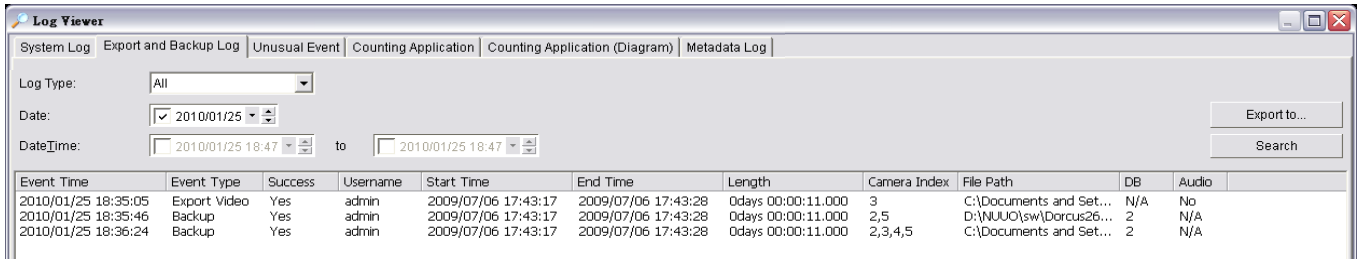 Log Viewer
System Log Export and Backup Log Unusual Event Counting Application Counting Application (Diagram) Metadata Log
Log Type: All
Date: 2010/01/25 Export to...
DateTime: 2010/01/25 18:47 to 2010/01/25 18:47 Search
Event Time Event Type Success Username Start Time End Time Length Camera Index File Path DB Audio
2010/01/25 18:35:05 Export Video Yes admin 2009/07/06 17:43:17 2009/07/06 17:43:28 0days 00:00:11.000 3 C:\Documents and Set... N/A No
2010/01/25 18:35:46 Backup Yes admin 2009/07/06 17:43:17 2009/07/06 17:43:28 0days 00:00:11.000 2,5 D:\NUUO\sw\Dorcus26... 2 N/A
2010/01/25 18:36:24 Backup Yes admin 2009/07/06 17:43:17 2009/07/06 17:43:28 0days 00:00:11.000 2,3,4,5 C:\Documents and Set... 2 N/A